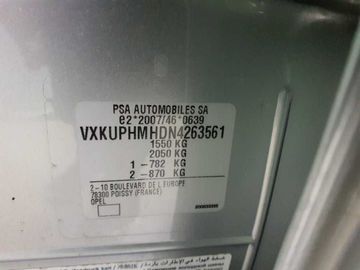 PSA AUTOMOBILES SA
e2*2007/46*0639
VXKUPHMHDN4263561
1550 KG
2050 KG
1 -782 KG
2 -870 KG
2 - 10 BOULEVARD DE L'EUROPE
78300 POISSY (FRANCE)
OPEL